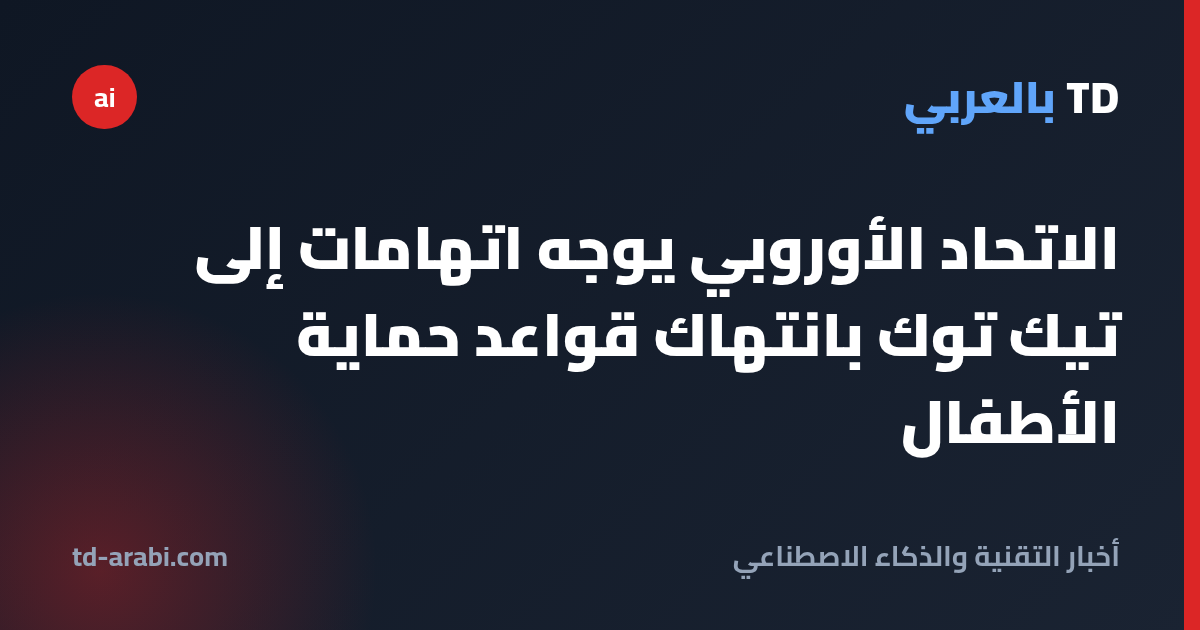 TD بالعربي
ai
الاتحاد الأوروبي يوجه اتهامات إلى
تيك توك بانتهاك قواعد حماية
الأطفال
أخبار التقنية والذكاء الاصطناعي
td-arabi.com